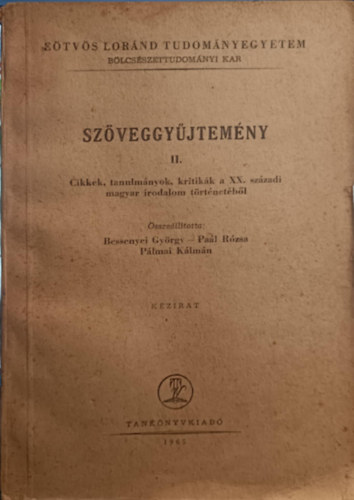 EÖTVÖS LORÁND TUDOMÁNYEGYETEM
BÖLCSÉSZETTUDOMÁNYI KAR
SZÖVEGGYŰJTEMÉNY
II.
Cikkek, tanulmányok, kritikák a XX. századi
magyar irodalom történetéből
Összeállította:
Bessenyei György — Paál Rózsa
Pálmai Kálmán
KÉZIRAT
TANKÖNYVKIADÓ